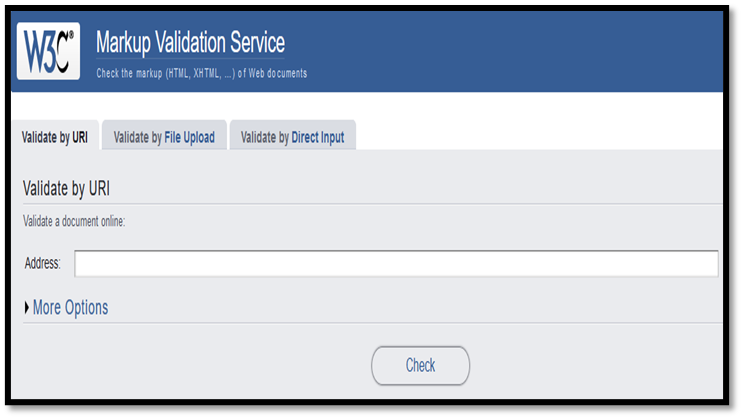 W3C®
Markup Validation Service
Check the markup (HTML, XHTML, ...) of Web documents
Validate by URI
Validate by File Upload
Validate by Direct Input
Validate by URI
Validate a document online:
Address:
More Options
Check